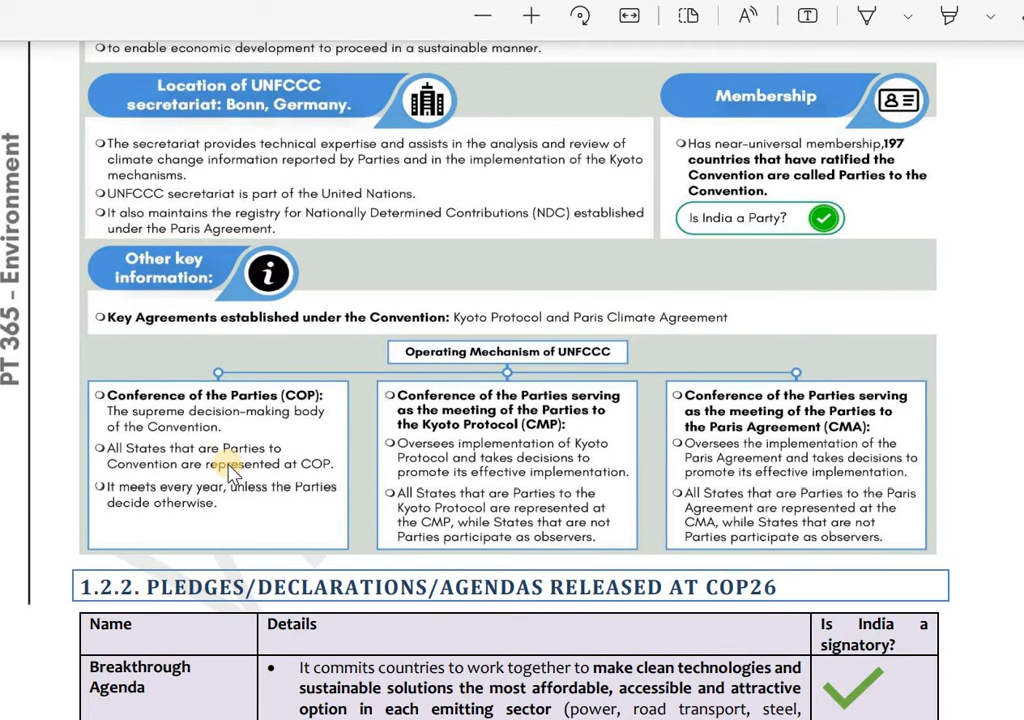 to enable economic development to proceed in a sustainable manner.
Location of UNFCCC
secretariat: Bonn, Germany.
Membership
The secretariat provides technical expertise and assists in the analysis and review of
climate change information reported by Parties and in the implementation of the Kyoto
mechanisms.
UNFCCC secretariat is part of the United Nations.
It also maintains the registry for Nationally Determined Contributions (NDC) established
under the Paris Agreement.
Has near-universal membership,197
countries that have ratified the
Convention are called Parties to the
Convention.
Is India a Party?
Other key
information:
Key Agreements established under the Convention: Kyoto Protocol and Paris Climate Agreement
Operating Mechanism of UNFCCC
Conference of the Parties (COP):
The supreme decision-making body
of the Convention.
All States that are Parties to
Convention are represented at COP.
It meets every year, unless the Parties
decide otherwise.
Conference of the Parties serving
as the meeting of the Parties to
the Kyoto Protocol (CMP):
Oversees implementation of Kyoto
Protocol and takes decisions to
promote its effective implementation.
All States that are Parties to the
Kyoto Protocol are represented at
the CMP, while States that are not
Parties participate as observers.
Conference of the Parties serving
as the meeting of the Parties to
the Paris Agreement (CMA):
Oversees the implementation of the
Paris Agreement and takes decisions to
promote its effective implementation.
All States that are Parties to the Paris
Agreement are represented at the
CMA, while States that are not
Parties participate as observers.
PT 365 - Environment
1.2.2. PLEDGES/DECLARATIONS/AGENDAS RELEASED AT COP26
Name
Details
Is India a
signatory?
Breakthrough
Agenda
• It commits countries to work together to make clean technologies and
sustainable solutions the most affordable, accessible and attractive
option in each emitting sector (power, road transport, steel,